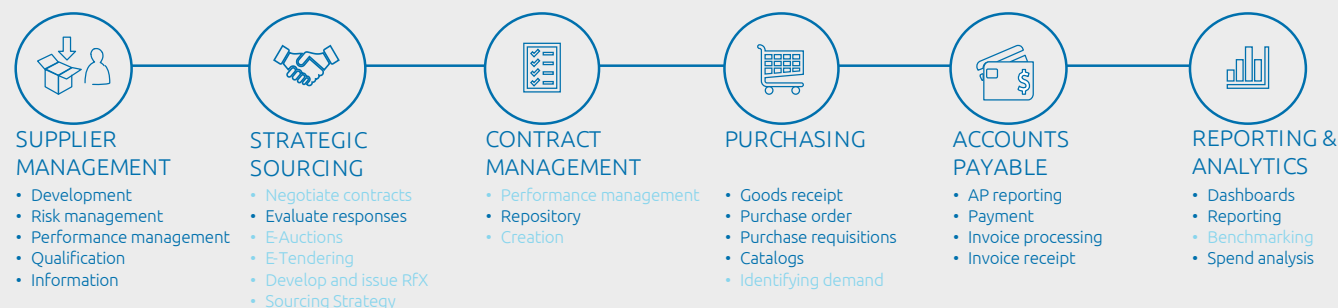 SUPPLIER
MANAGEMENT
• Development
• Risk management
• Performance management
• Qualification
• Information
STRATEGIC
SOURCING
• Negotiate contracts
• Evaluate responses
• E-Auctions
• E-Tendering
• Develop and issue RfX
• Sourcing Strategy
CONTRACT
MANAGEMENT
• Performance management
• Repository
• Creation
PURCHASING
• Goods receipt
• Purchase order
• Purchase requisitions
• Catalogs
• Identifying demand
$
ACCOUNTS
PAYABLE
• AP reporting
• Payment
• Invoice processing
• Invoice receipt
REPORTING &
ANALYTICS
• Dashboards
• Reporting
• Benchmarking
• Spend analysis